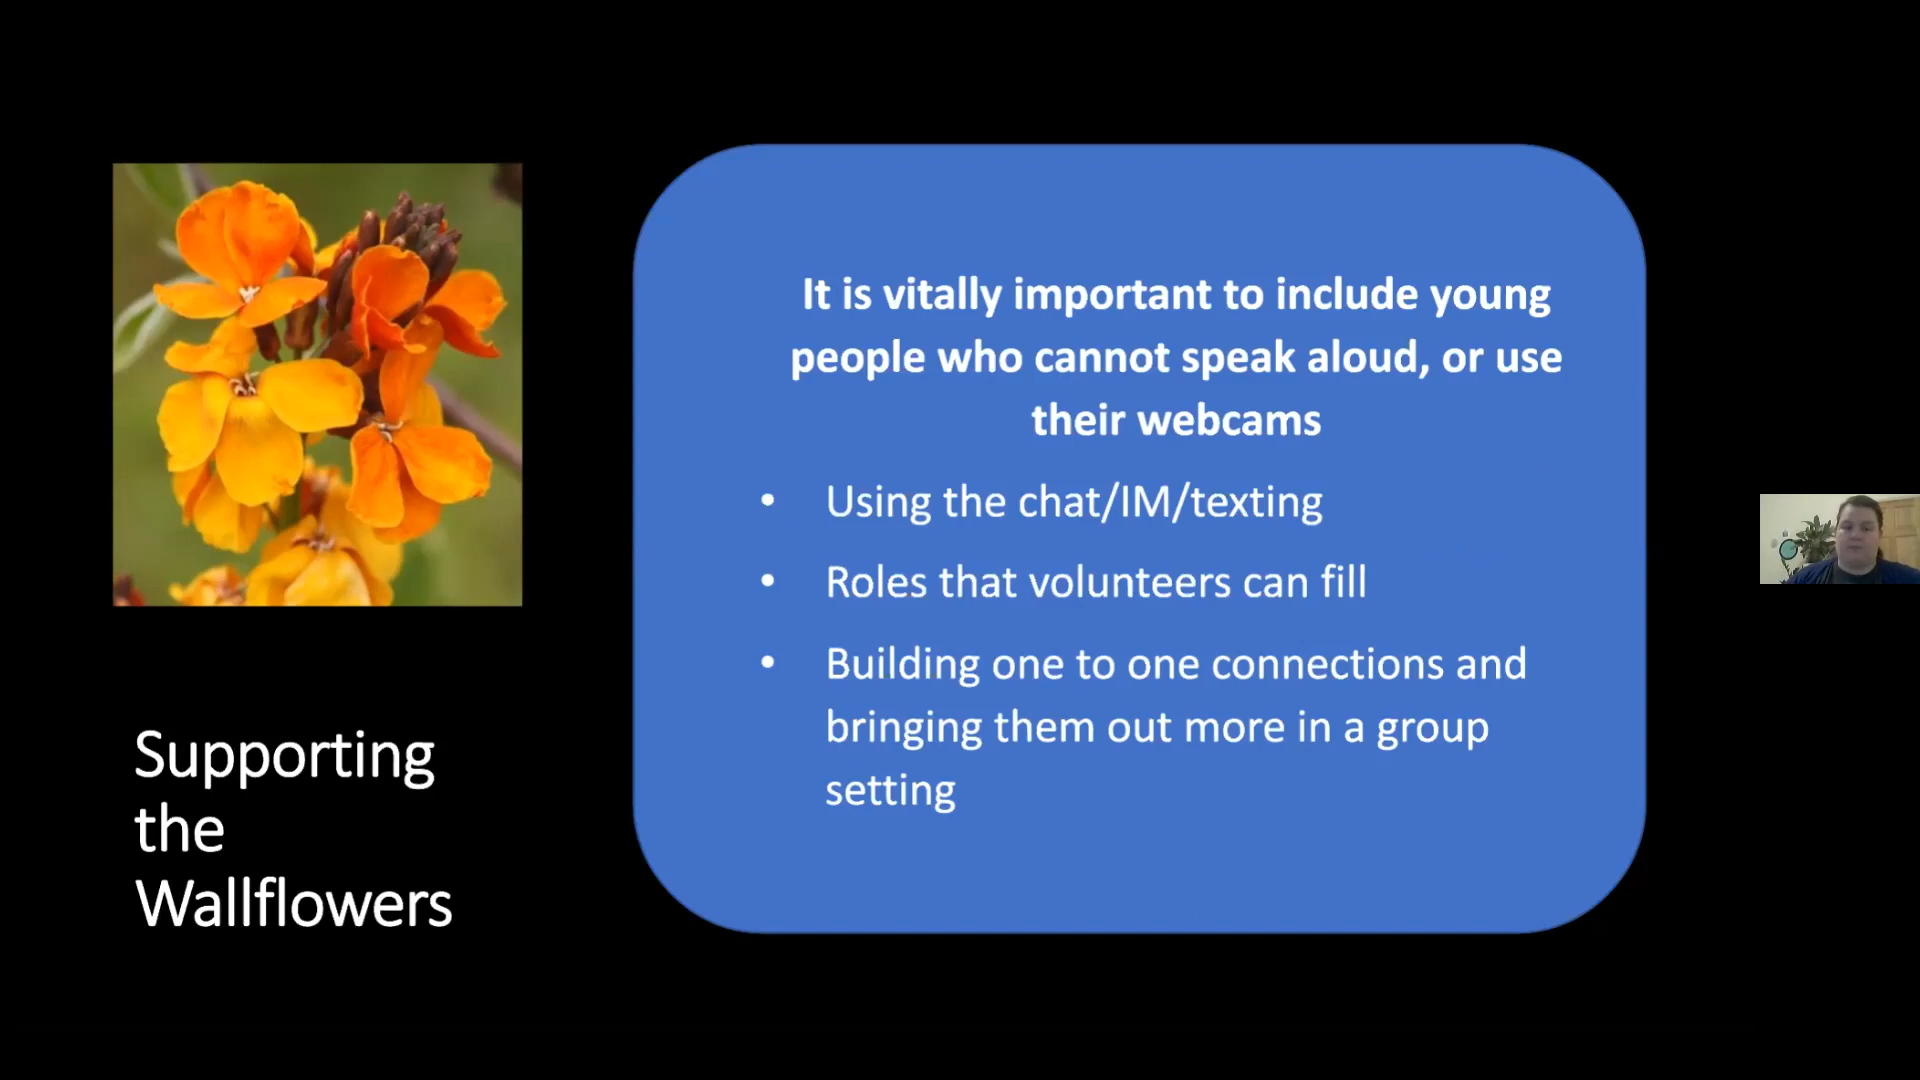 Supporting
the
Wallflowers
It is vitally important to include young
people who cannot speak aloud, or use
their webcams
• Using the chat/IM/texting
• Roles that volunteers can fill
• Building one to one connections and
bringing them out more in a group
setting